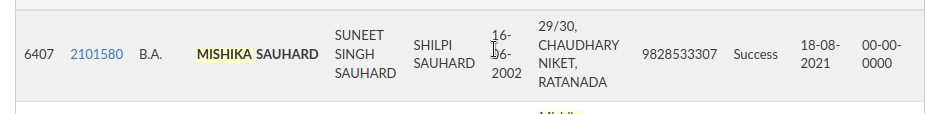 6407 2101580 B.A. MISHIKA SAUHARD SUNEET SINGH SAUHARD SHILPI SAUHARD 16-06-2002 29/30, CHAUDHARY NIKET, RATANADA 9828533307 Success 18-08-2021 00-00-0000